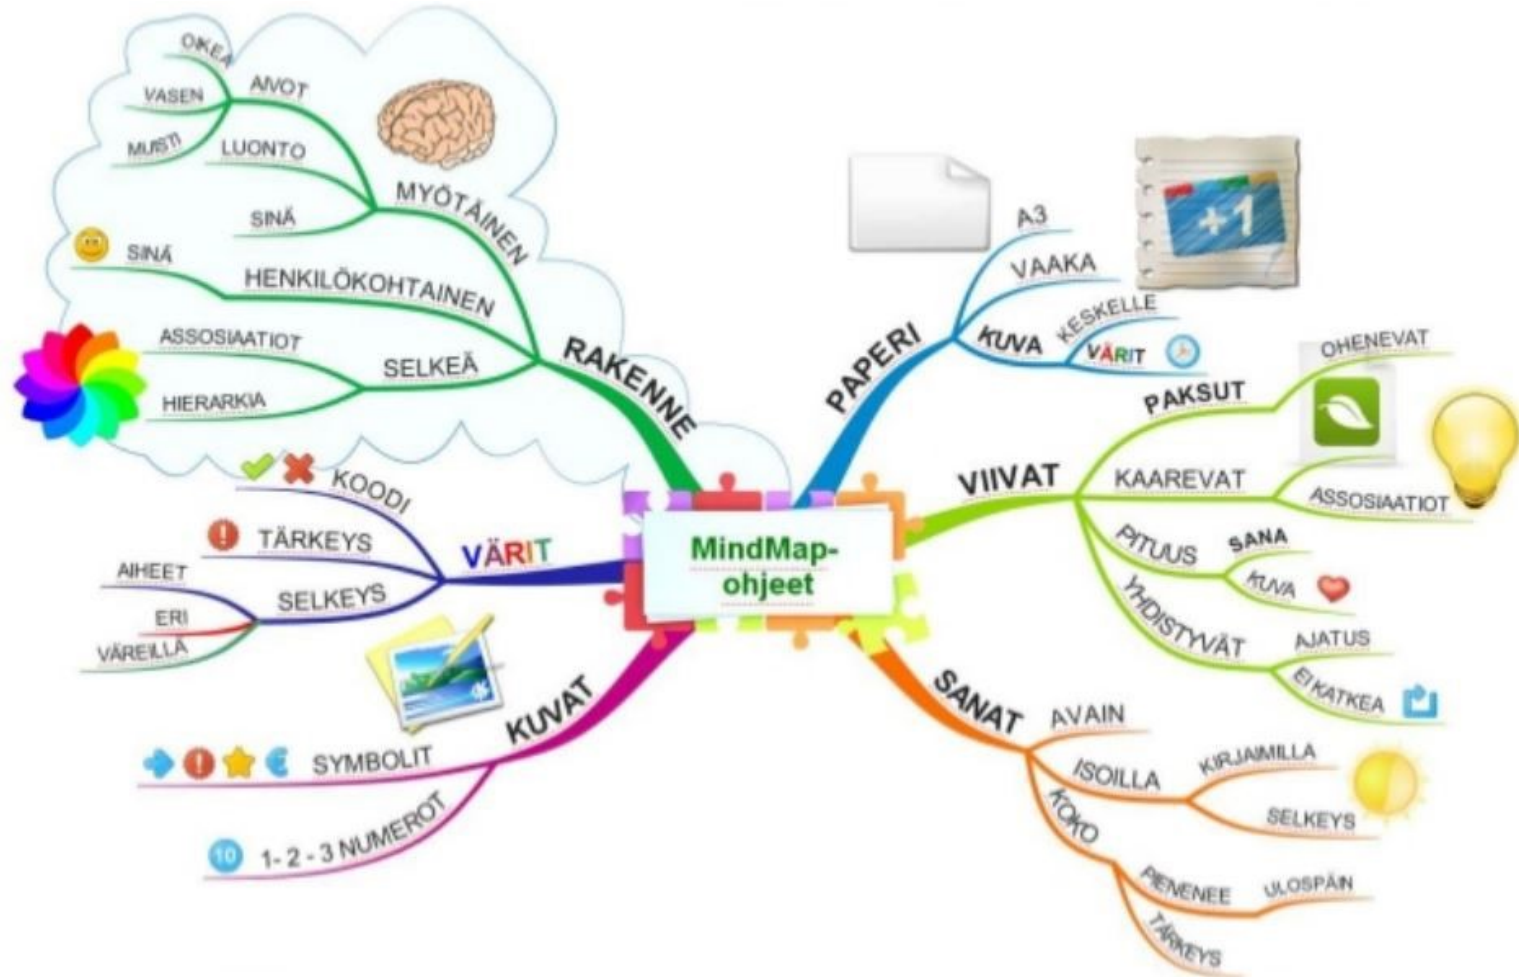 MindMap-
ohjeet
PAPERI
A3
VAAKA
KUVA
KESKELLE
VÄRIT
+1
VIIVAT
PAKSUT
OHENEVAT
KAAREVAT
ASSOSIAATIOT
PITUUS
SANA
KUVA
YHDISTYVÄT
AJATUS
EI KATKEA
SANAT
AVAIN
ISOILLA
KIRJAIMILLA
SELKEYS
KOKO
PIENENEE
ULOSPÄIN
TÄRKEYS
KUVAT
SYMBOLIT
1- 2 - 3 NUMEROT
10
VÄRIT
KOODI
TÄRKEYS
SELKEYS
AIHEET
ERI
VÄREILLÄ
RAKENNE
MYÖTÄINEN
AIVOT
OIKEA
VASEN
MUISTI
LUONTO
SINÄ
HENKILÖKOHTAINEN
SINÄ
SELKEÄ
ASSOSIAATIOT
HIERARKIA